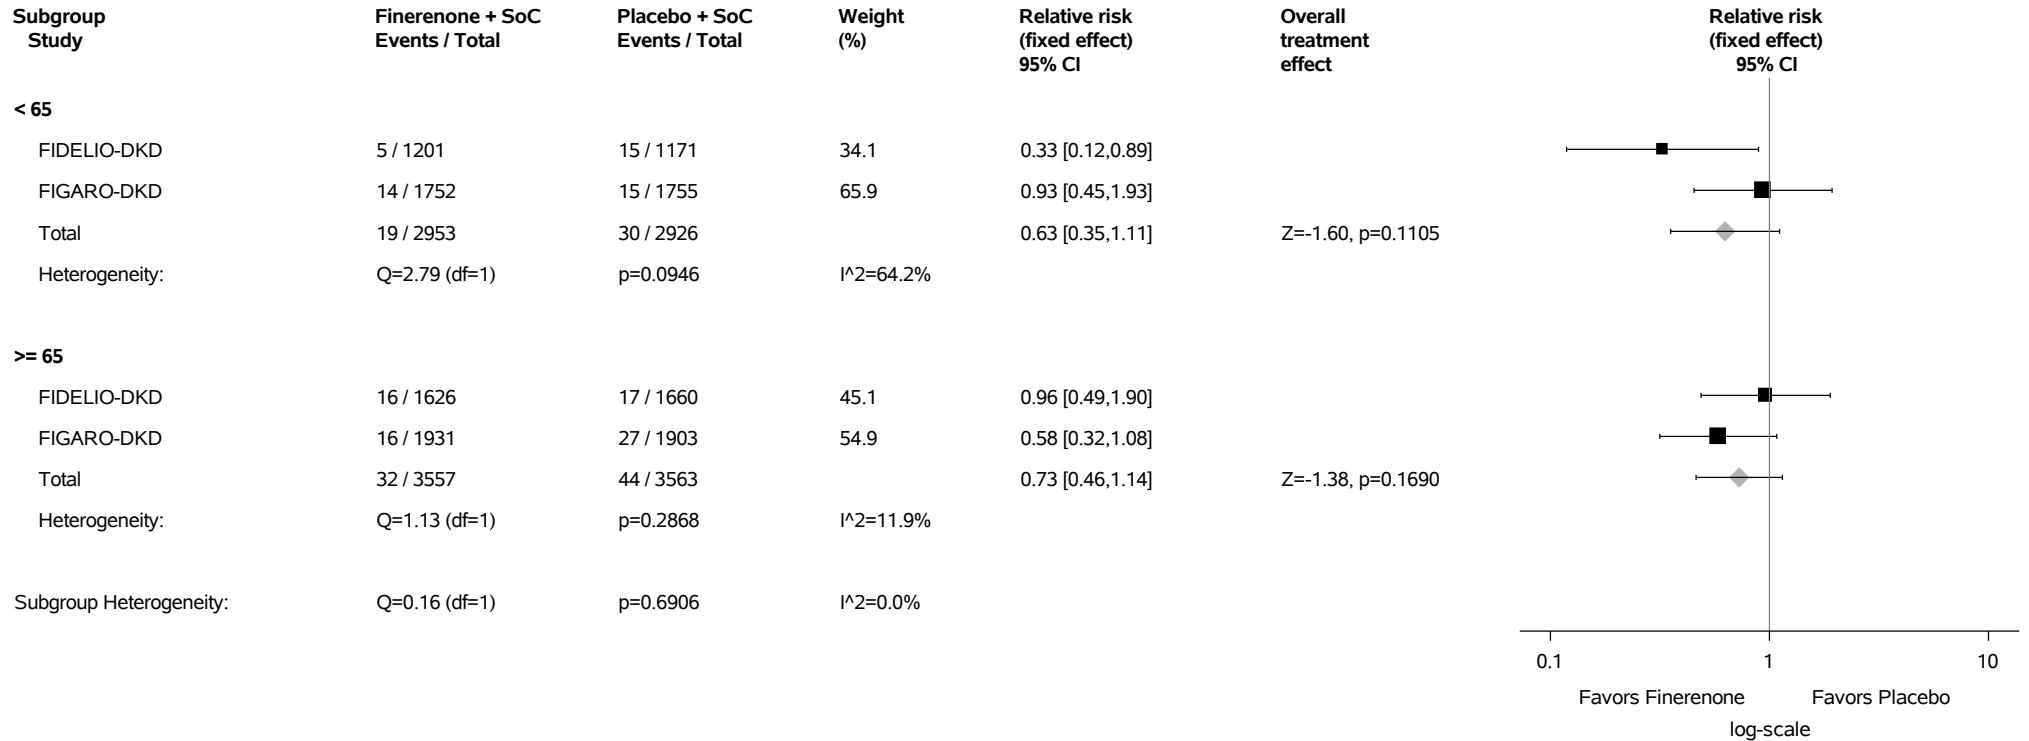 Subgroup Finerenone + SoC Placebo + SoC Weight Relative risk Overall Relative risk
Study Events / Total Events / Total (%) (fixed effect) treatment (fixed effect)
95% CI effect 95% CI
< 65
FIDELIO-DKD 5 / 1201 15 / 1171 34.1 0.33 [0.12,0.89]
FIGARO-DKD 14 / 1752 15 / 1755 65.9 0.93 [0.45,1.93]
Total 19 / 2953 30 / 2926 0.63 [0.35,1.11] Z=-1.60, p=0.1105
Heterogeneity: Q=2.79 (df=1) p=0.0946 I^2=64.2%
>= 65
FIDELIO-DKD 16 / 1626 17 / 1660 45.1 0.96 [0.49,1.90]
FIGARO-DKD 16 / 1931 27 / 1903 54.9 0.58 [0.32,1.08]
Total 32 / 3557 44 / 3563 0.73 [0.46,1.14] Z=-1.38, p=0.1690
Heterogeneity: Q=1.13 (df=1) p=0.2868 I^2=11.9%
Subgroup Heterogeneity: Q=0.16 (df=1) p=0.6906 I^2=0.0%
0.1 1 10
Favors Finerenone Favors Placebo
log-scale